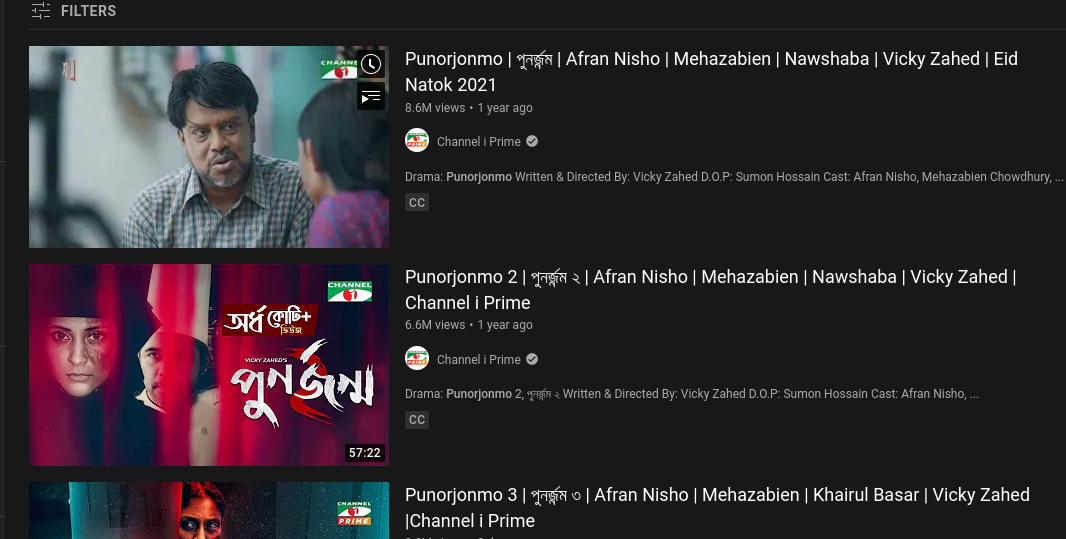 FILTERS
CHANNEL
Punorjonmo | পুনর্জন্ম | Afran Nisho | Mehazabien | Nawshaba | Vicky Zahed | Eid
Natok 2021
8.6M views • 1 year ago
Channel i Prime
Drama: Punorjonmo Written & Directed By: Vicky Zahed D.O.P: Sumon Hossain Cast: Afran Nisho, Mehazabien Chowdhury, ...
CC
CHANNEL
অর্ধ কোটি+
ভিউজ
VICKY ZAHED'S
পুনর্জন্ম
২
57:22
Punorjonmo 2 | পুনর্জন্ম ২ | Afran Nisho | Mehazabien | Nawshaba | Vicky Zahed |
Channel i Prime
6.6M views • 1 year ago
Channel i Prime
Drama: Punorjonmo 2, পুনর্জন্ম ২ Written & Directed By: Vicky Zahed D.O.P: Sumon Hossain Cast: Afran Nisho, ...
CC
CHANNEL
PRIME
Punorjonmo 3 | পুনর্জন্ম ৩ | Afran Nisho | Mehazabien | Khairul Basar | Vicky Zahed
|Channel i Prime